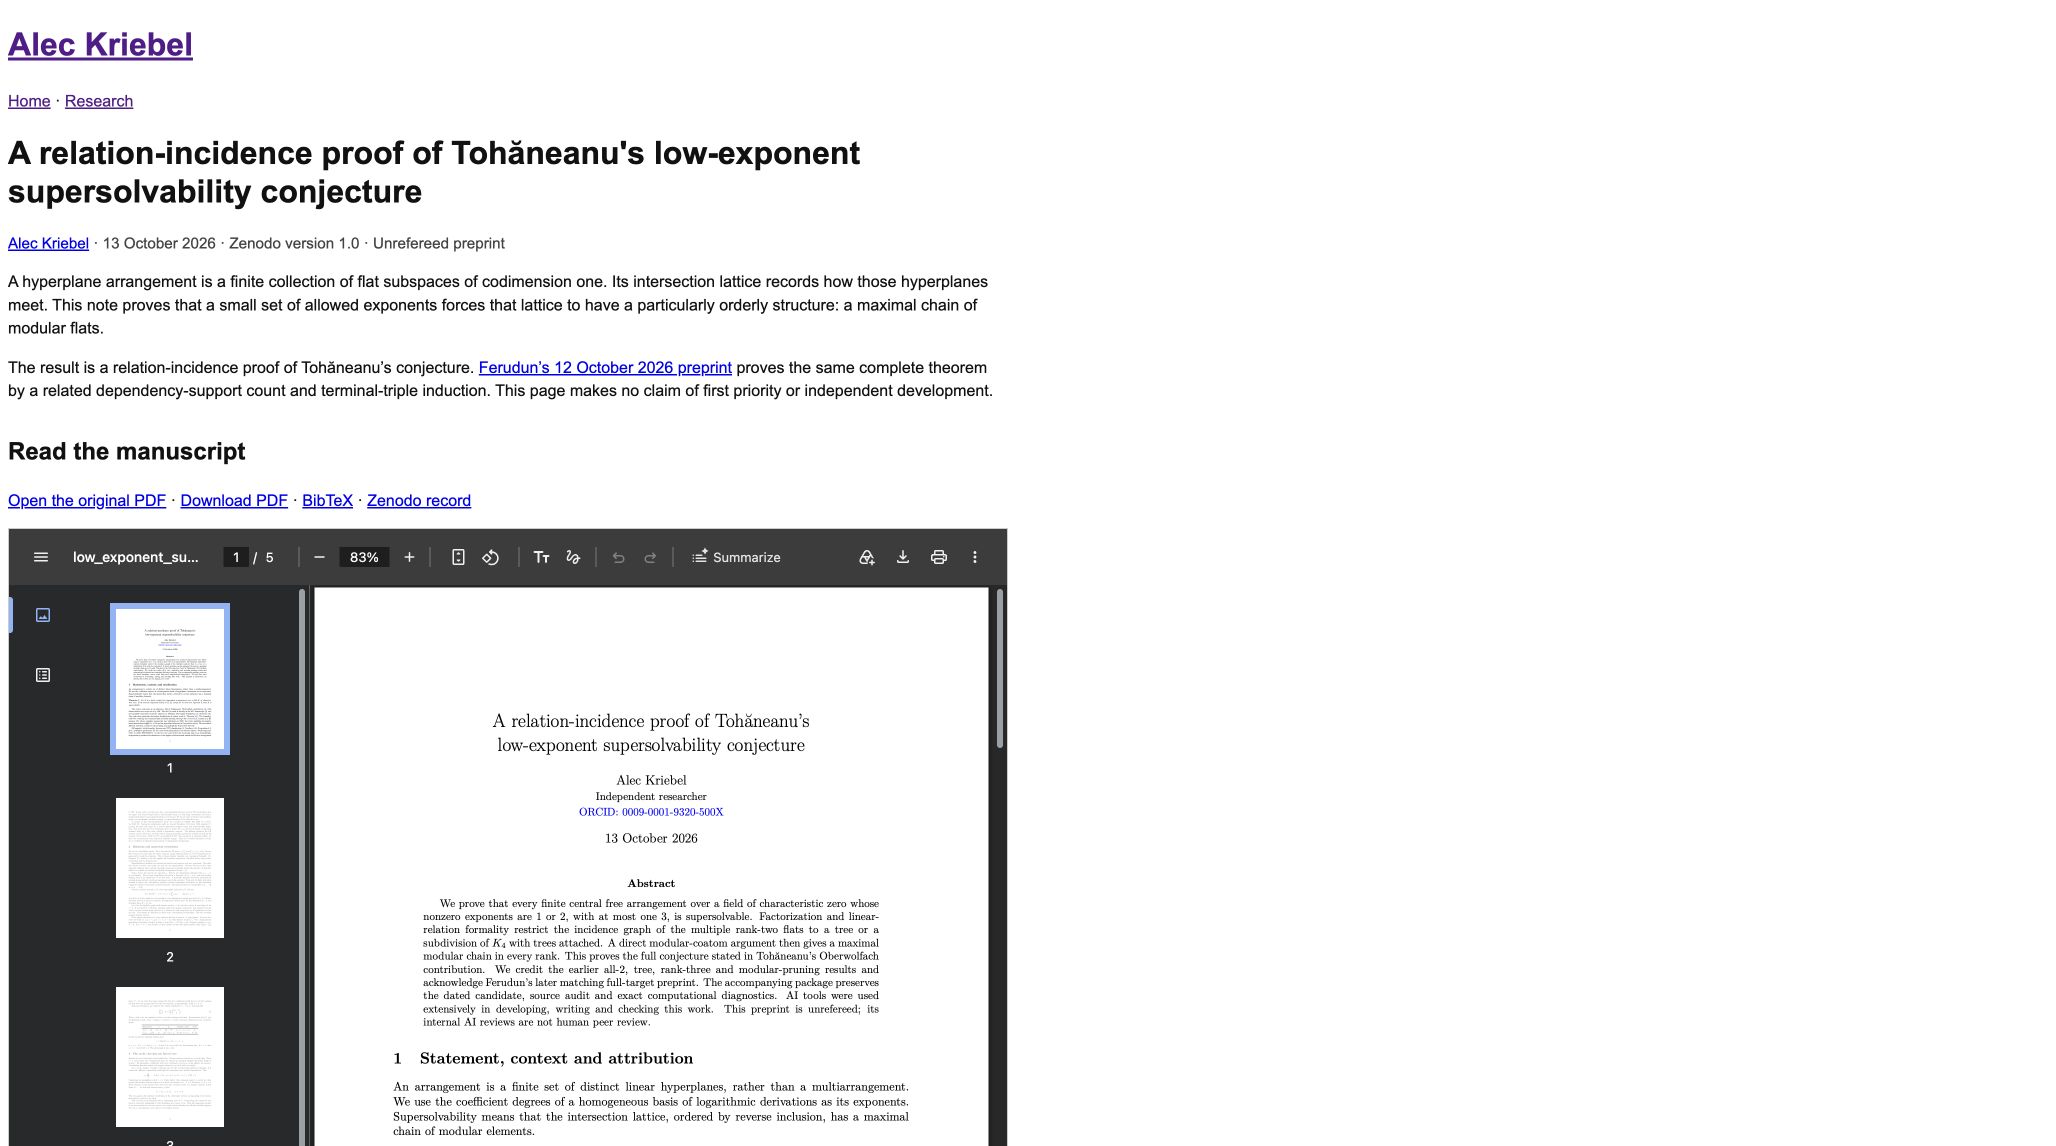 Alec Kriebel
Home · Research
A relation-incidence proof of Tohăneanu's low-exponent
supersolvability conjecture
Alec Kriebel · 13 October 2026 · Zenodo version 1.0 · Unrefereed preprint
A hyperplane arrangement is a finite collection of flat subspaces of codimension one. Its intersection lattice records how those hyperplanes
meet. This note proves that a small set of allowed exponents forces that lattice to have a particularly orderly structure: a maximal chain of
modular flats.
The result is a relation-incidence proof of Tohăneanu’s conjecture. Ferudun’s 12 October 2026 preprint proves the same complete theorem
by a related dependency-support count and terminal-triple induction. This page makes no claim of first priority or independent development.
Read the manuscript
Open the original PDF · Download PDF · BibTeX · Zenodo record
low_exponent_su... 1 / 5 83% Summarize
1
2
3
A relation-incidence proof of Tohăneanu’s
low-exponent supersolvability conjecture
Alec Kriebel
Independent researcher
ORCID: 0009-0001-9320-500X
13 October 2026
Abstract
We prove that every finite central free arrangement over a field of characteristic zero whose
nonzero exponents are 1 or 2, with at most one 3, is supersolvable. Factorization and linear-
relation formality restrict the incidence graph of the multiple rank-two flats to a tree or a
subdivision of K4 with trees attached. A direct modular-coatom argument then gives a maximal
modular chain in every rank. This proves the full conjecture stated in Tohăneanu’s Oberwolfach
contribution. We credit the earlier all-2, tree, rank-three and modular-pruning results and
acknowledge Ferudun’s later matching full-target preprint. The accompanying package preserves
the dated candidate, source audit and exact computational diagnostics. AI tools were used
extensively in developing, writing and checking this work. This preprint is unrefereed; its
internal AI reviews are not human peer review.
1 Statement, context and attribution
An arrangement is a finite set of distinct linear hyperplanes, rather than a multiarrangement.
We use the coefficient degrees of a homogeneous basis of logarithmic derivations as its exponents.
Supersolvability means that the intersection lattice, ordered by reverse inclusion, has a maximal
chain of modular elements.